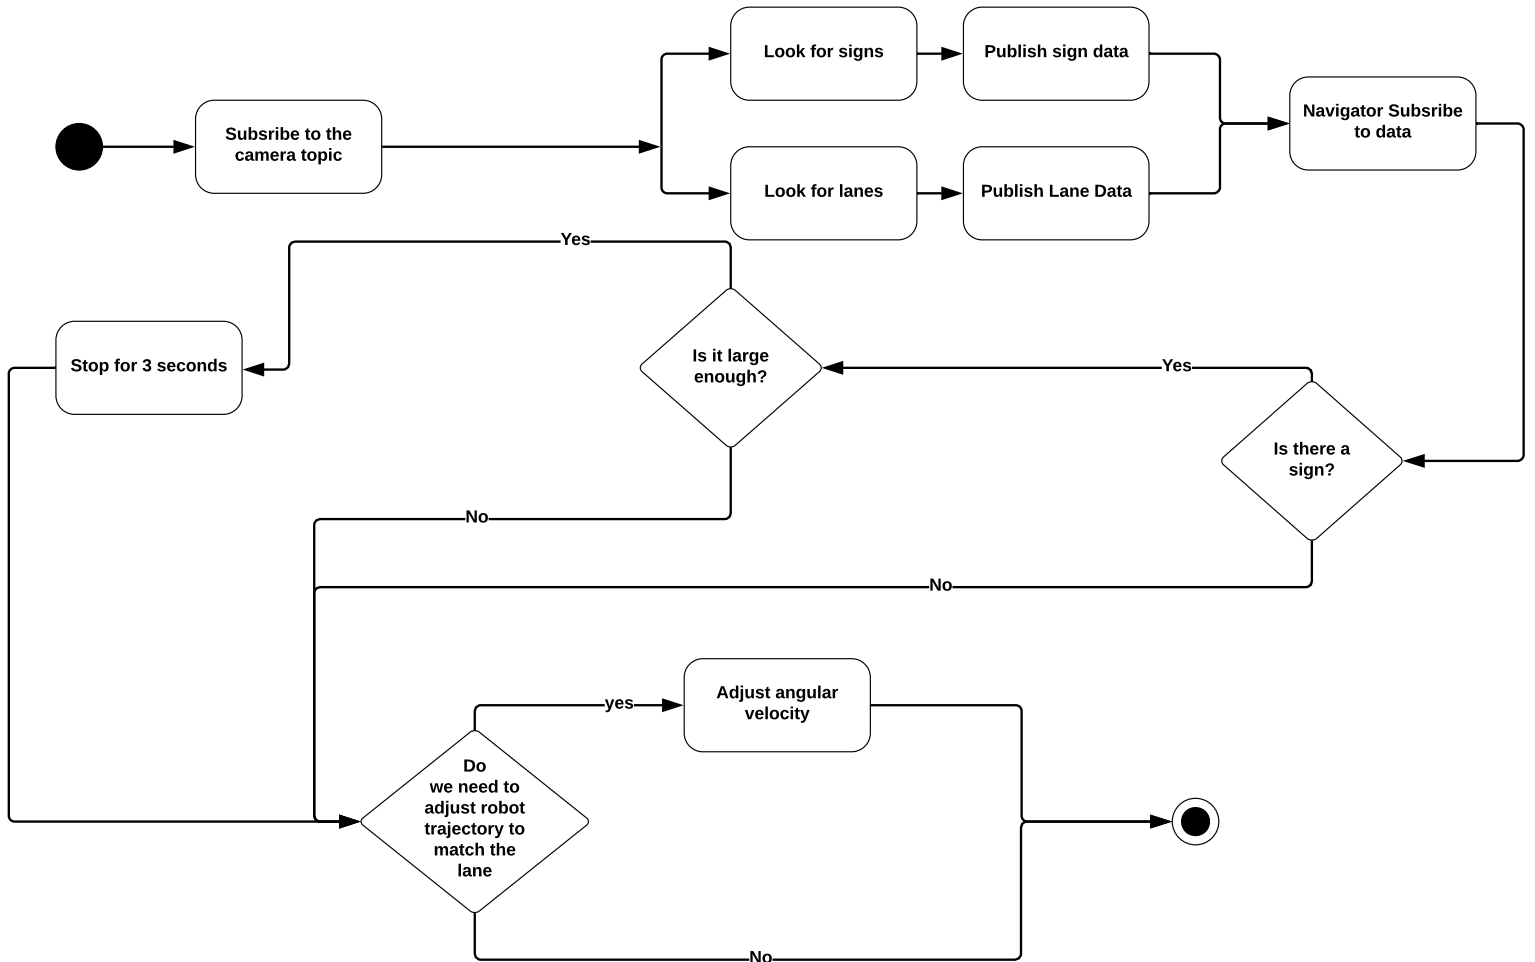 Look for signs
Publish sign data
Navigator Subsribe
to data
Subsribe to the
camera topic
Look for lanes
Publish Lane Data
Yes
Is it large
enough?
Stop for 3 seconds
Yes
Is there a
sign?
No
No
Adjust angular
velocity
yes
Do
we need to
adjust robot
trajectory to
match the
lane
No